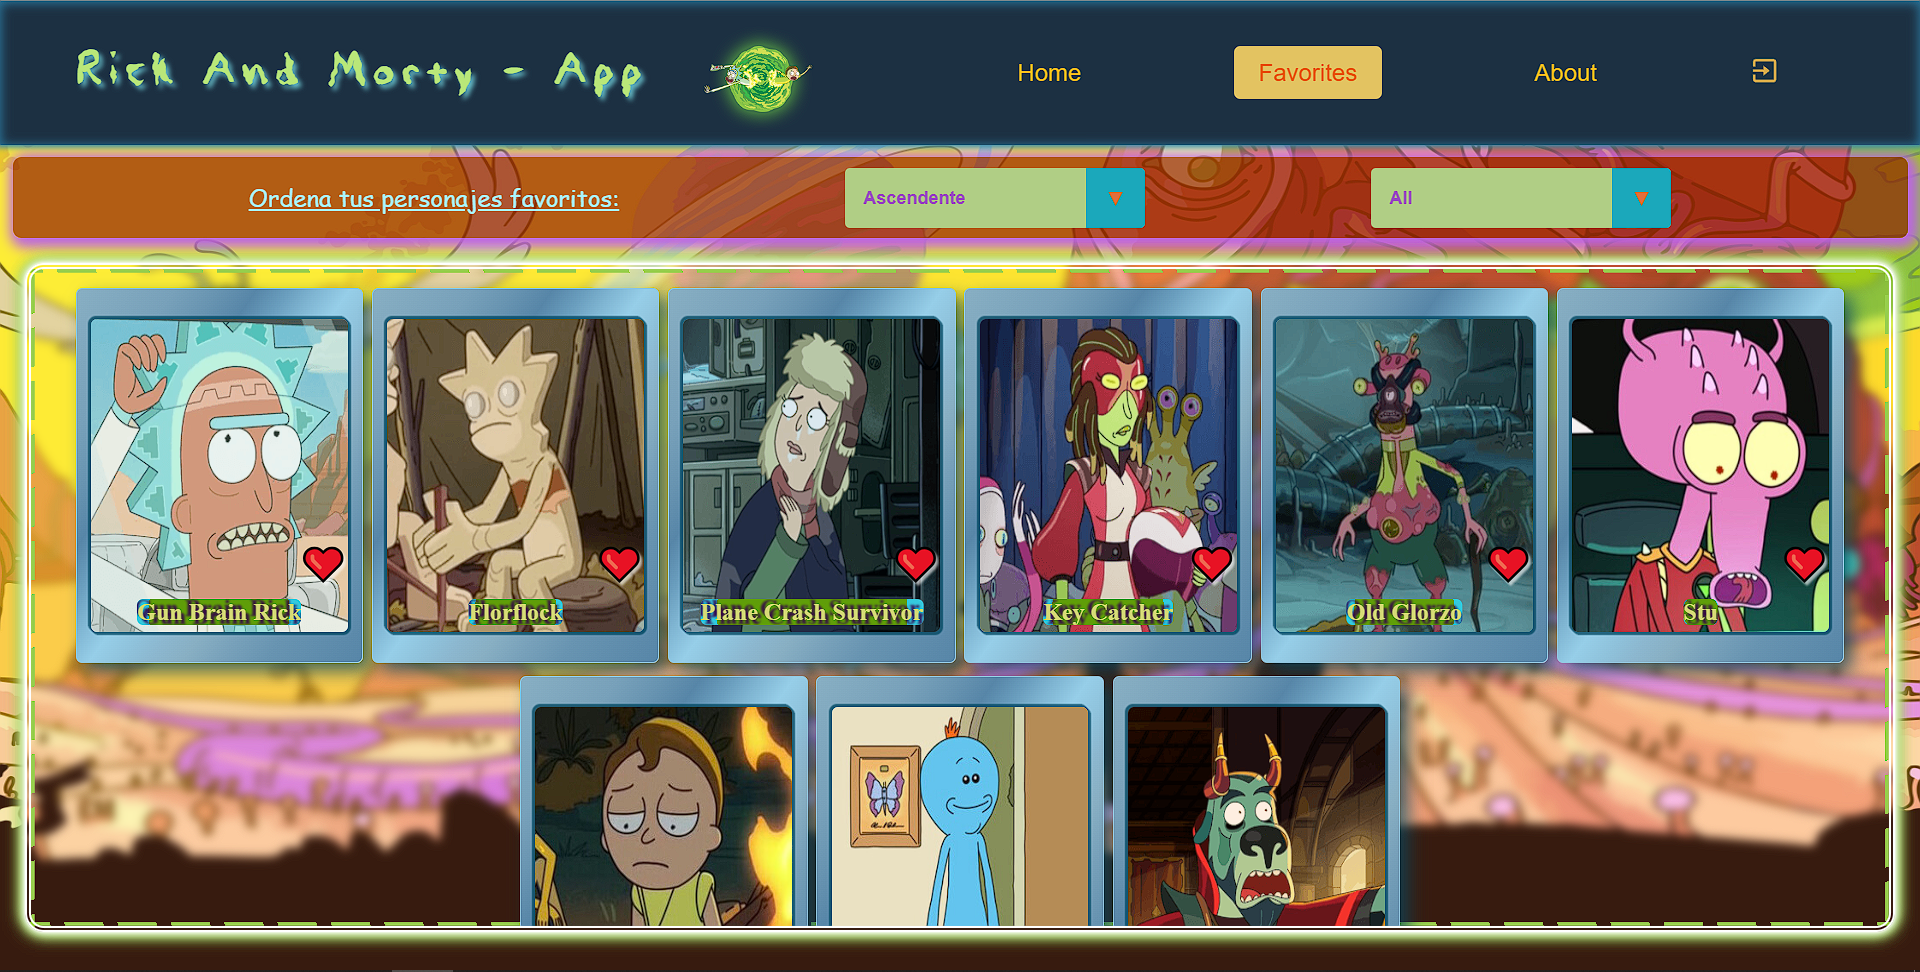 Rick And Morty - App
Home
Favorites
About
Ordena tus personajes favoritos:
Ascendente
All
Gun Brain Rick
Florflock
Plane Crash Survivor
Key Catcher
Old Glorzo
Stu